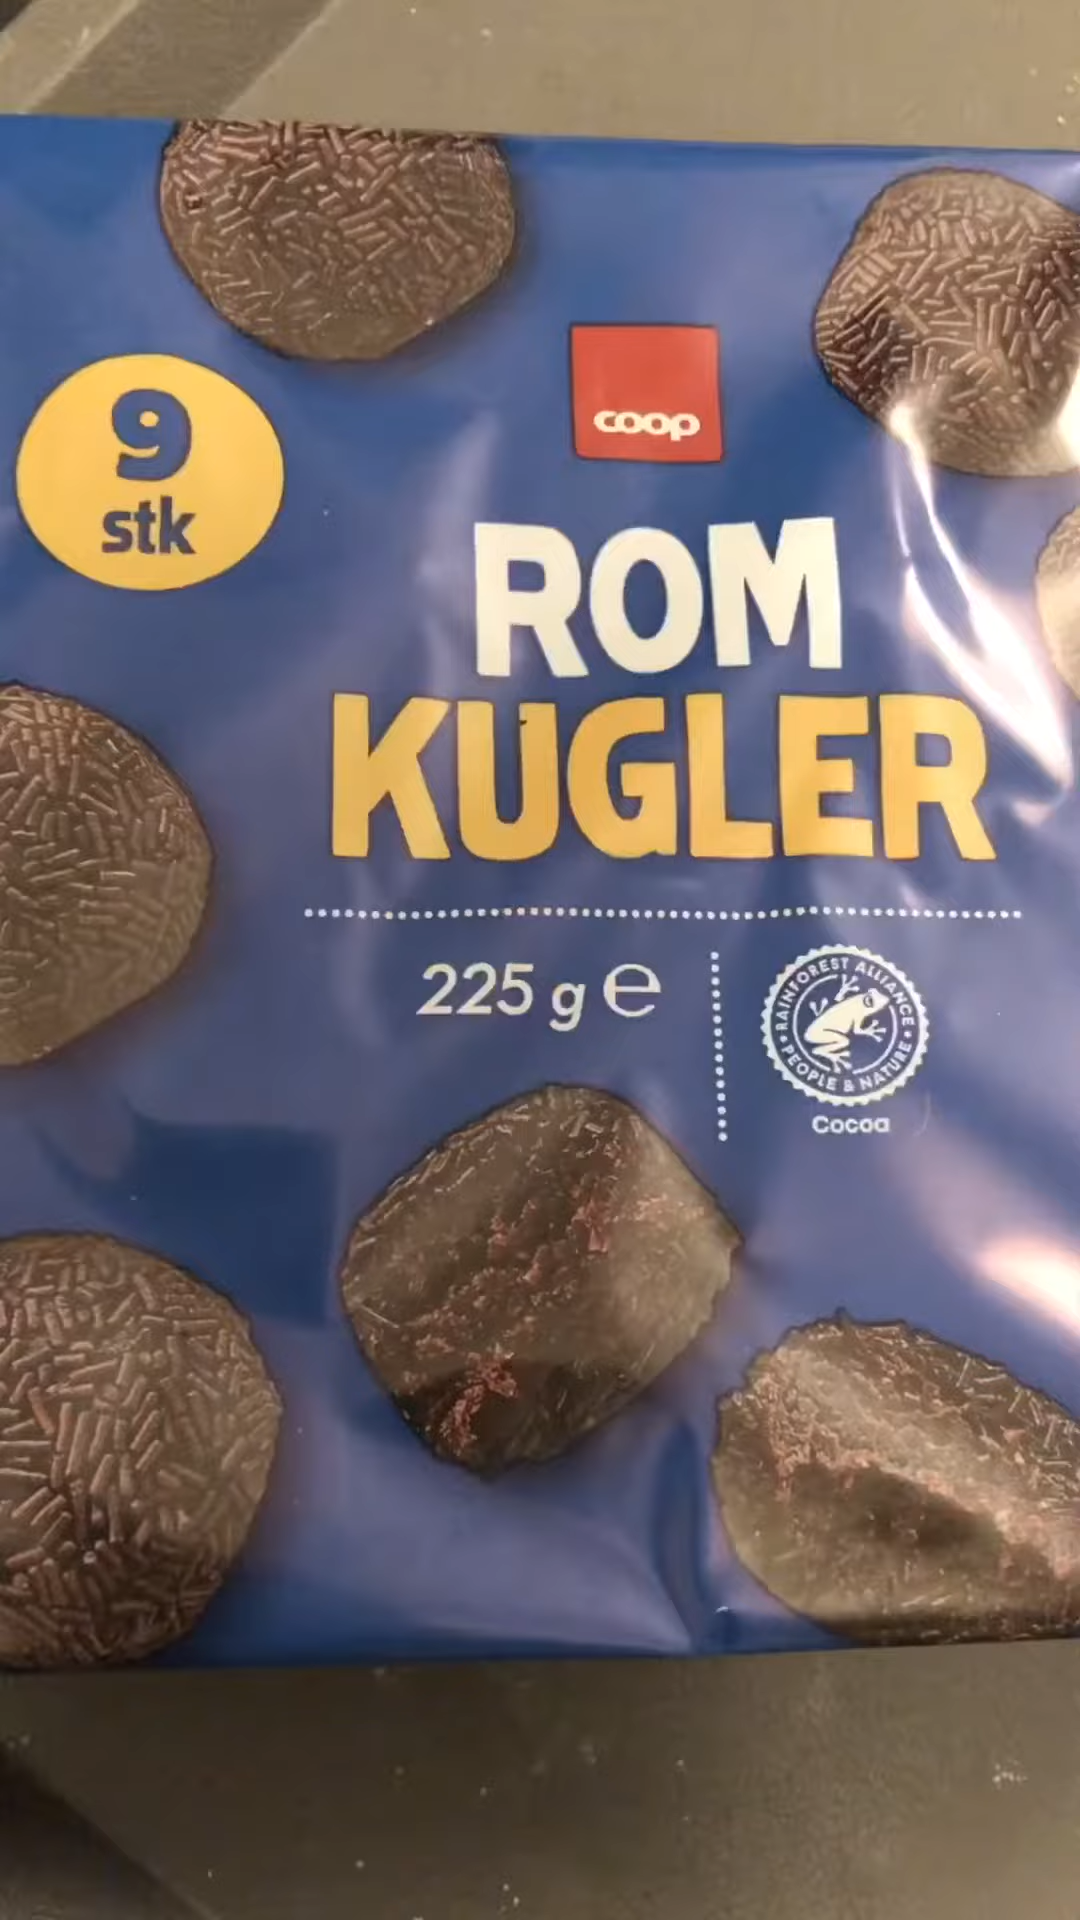 coop
9
stk
ROM
KUGLER
225 g e
RAINFOREST ALLIANCE
PEOPLE & NATURE
Cocoa